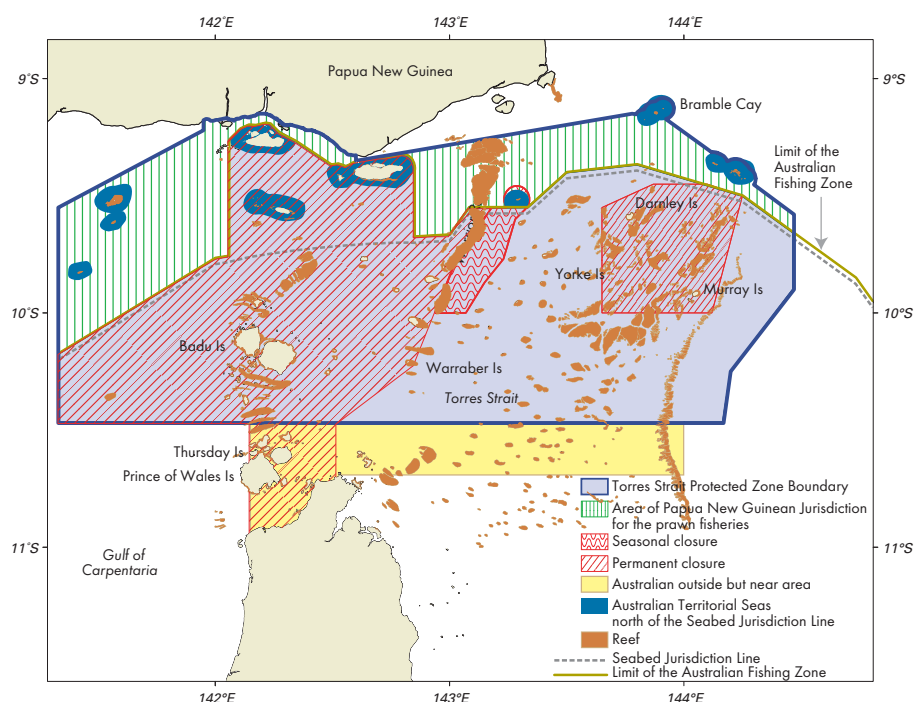 142°E 143°E 144°E
9°S 9°S
Papua New Guinea
Bramble Cay
Limit of the
Australian
Fishing Zone
Darnley Is
Yorke Is
Murray Is
10°S 10°S
Badu Is
Warraber Is
Torres Strait
Thursday Is
Prince of Wales Is
Torres Strait Protected Zone Boundary
Area of Papua New Guinean Jurisdiction
for the prawn fisheries
Seasonal closure
Permanent closure
Australian outside but near area
Australian Territorial Seas
north of the Seabed Jurisdiction Line
Reef
Seabed Jurisdiction Line
Limit of the Australian Fishing Zone
11°S 11°S
Gulf of
Carpentaria
142°E 143°E 144°E